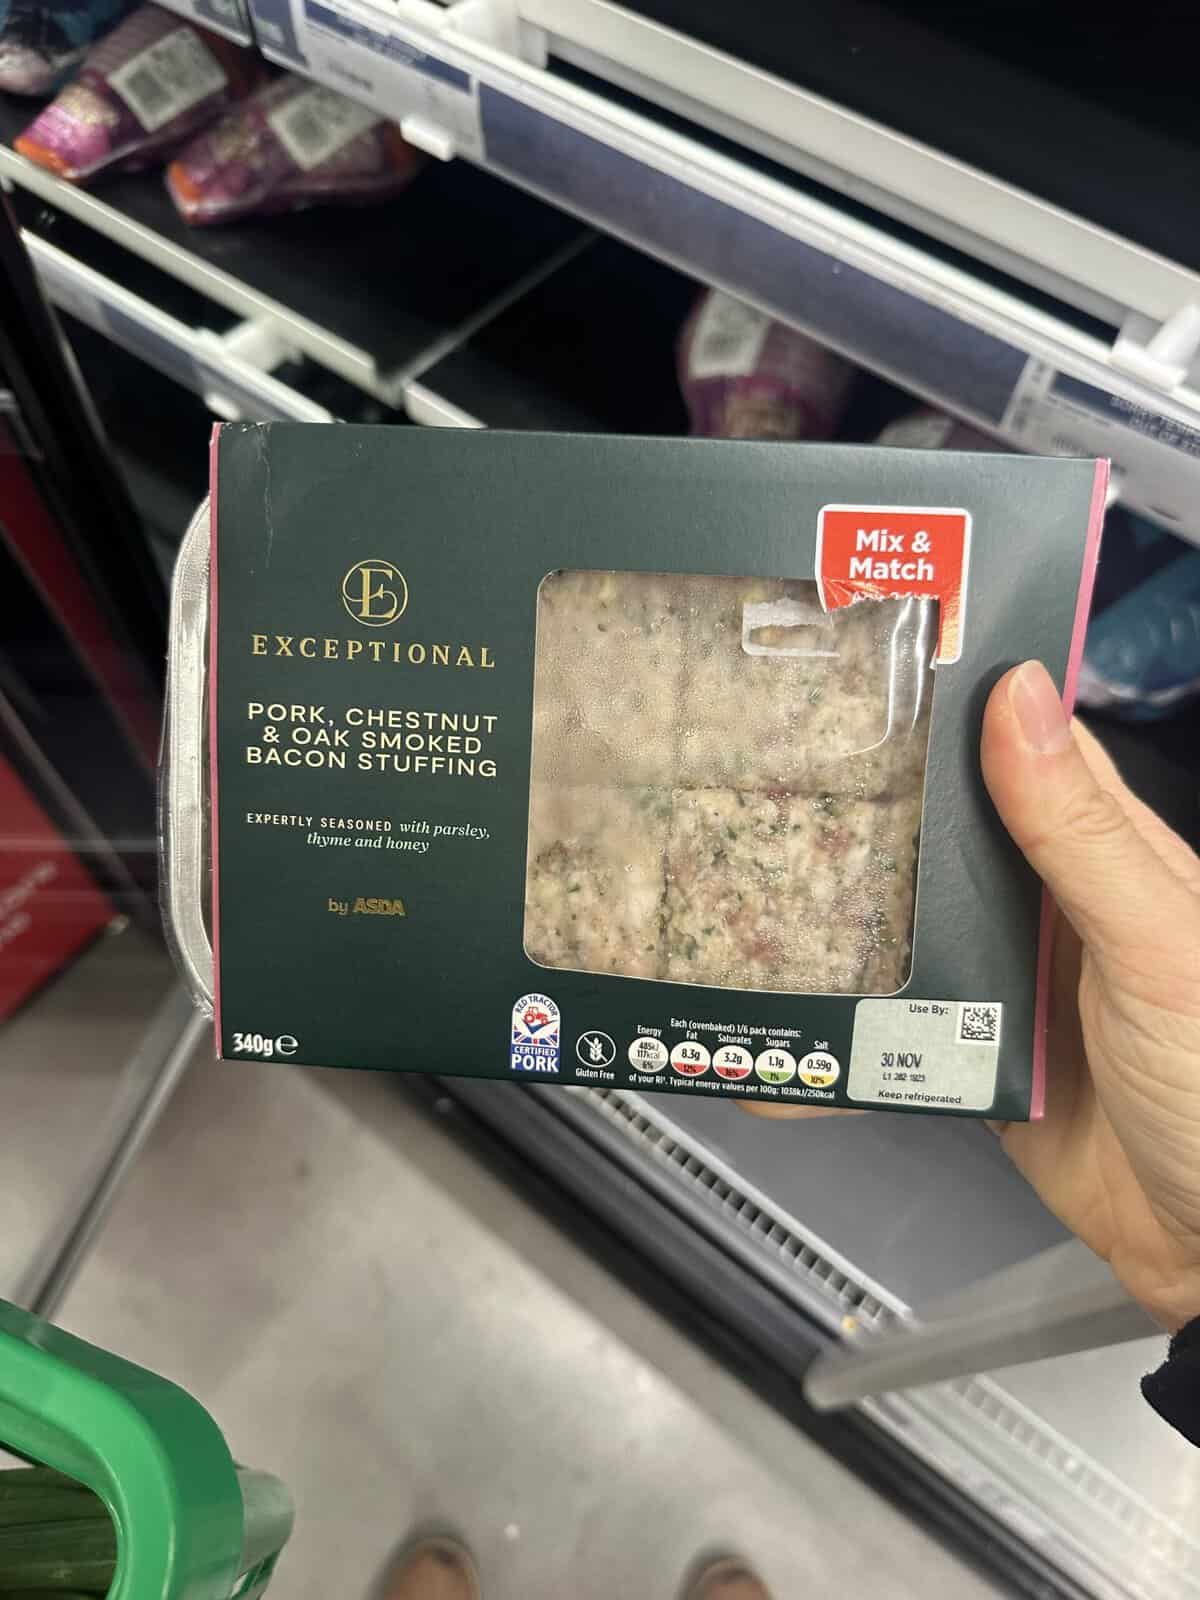 Mix &
Match
E
EXCEPTIONAL
PORK, CHESTNUT
& OAK SMOKED
BACON STUFFING
EXPERTLY SEASONED with parsley,
thyme and honey
by ASDA
340g e
RED TRACTOR
CERTIFIED
PORK
Gluten Free
Each (ovenbaked) 1/6 pack contains:
Energy Fat Saturates Sugars Salt
485kJ
117kcal 8.3g 3.2g 1.1g 0.59g
6% 12% 16% 1% 10%
of your RI*. Typical energy values per 100g: 1038kJ/250kcal
Use By:
30 NOV
L1 282 1923
Keep refrigerated